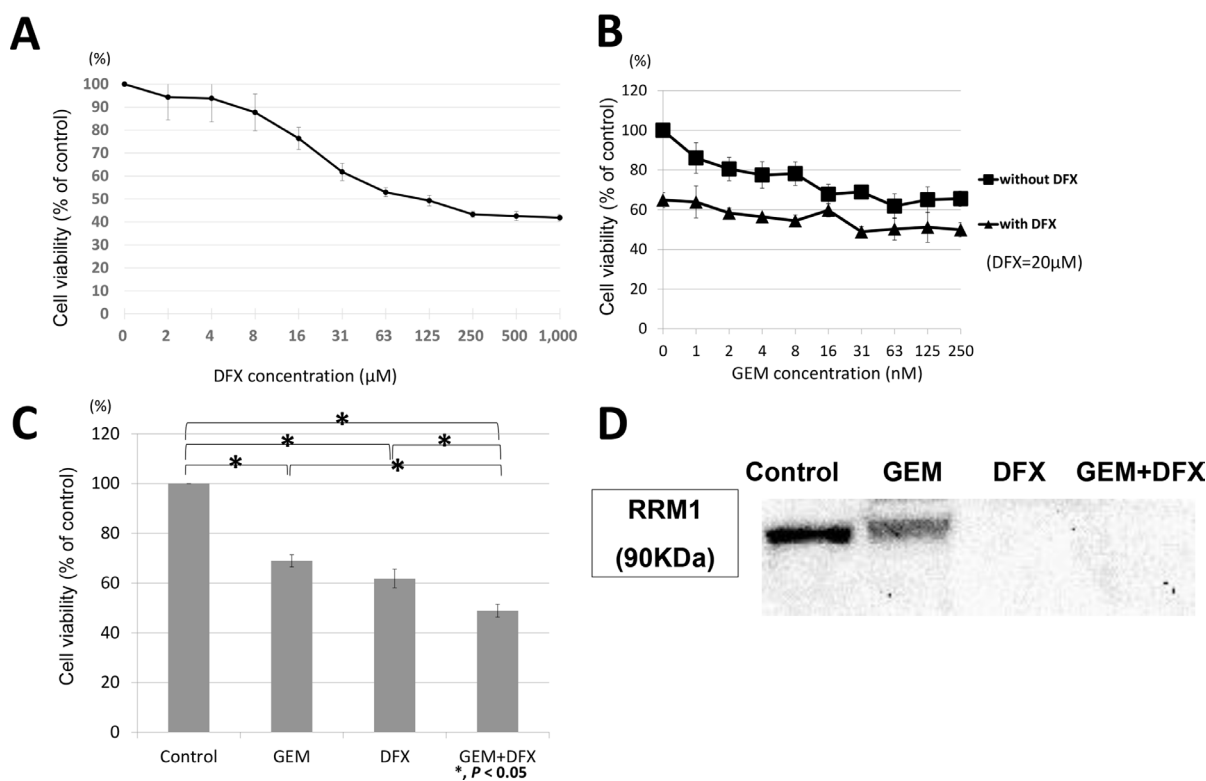 A
(%)
Cell viability (% of control)
100
90
80
70
60
50
40
30
20
10
0
0 2 4 8 16 31 63 125 250 500 1,000
DFX concentration (μM)
B
(%)
Cell viability (% of control)
120
100
80
60
40
20
0
0 1 2 4 8 16 31 63 125 250
GEM concentration (nM)
without DFX
with DFX
(DFX=20μM)
C
(%)
Cell viability (% of control)
120
100
80
60
40
20
0
*
* *
* *
Control GEM DFX GEM+DFX
*, P < 0.05
D
Control GEM DFX GEM+DFX
RRM1
(90KDa)